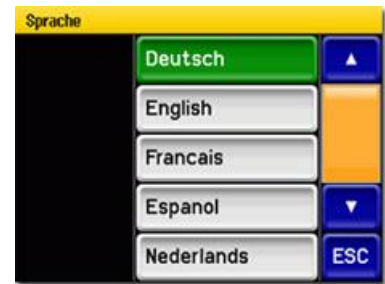 Sprache
Deutsch
▲
English
Francais
Espanol
▼
Nederlands
ESC